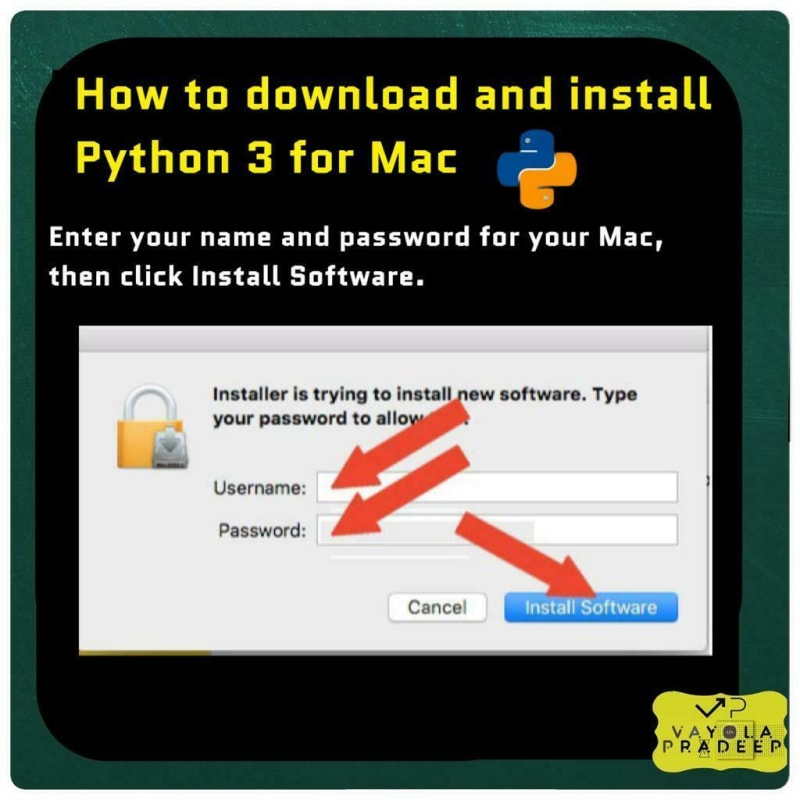 How to download and install
Python 3 for Mac
Enter your name and password for your Mac,
then click Install Software.
Installer is trying to install new software. Type
your password to allow
Username:
Password:
Cancel
Install Software
VP
VAYOLA
PRADEEP